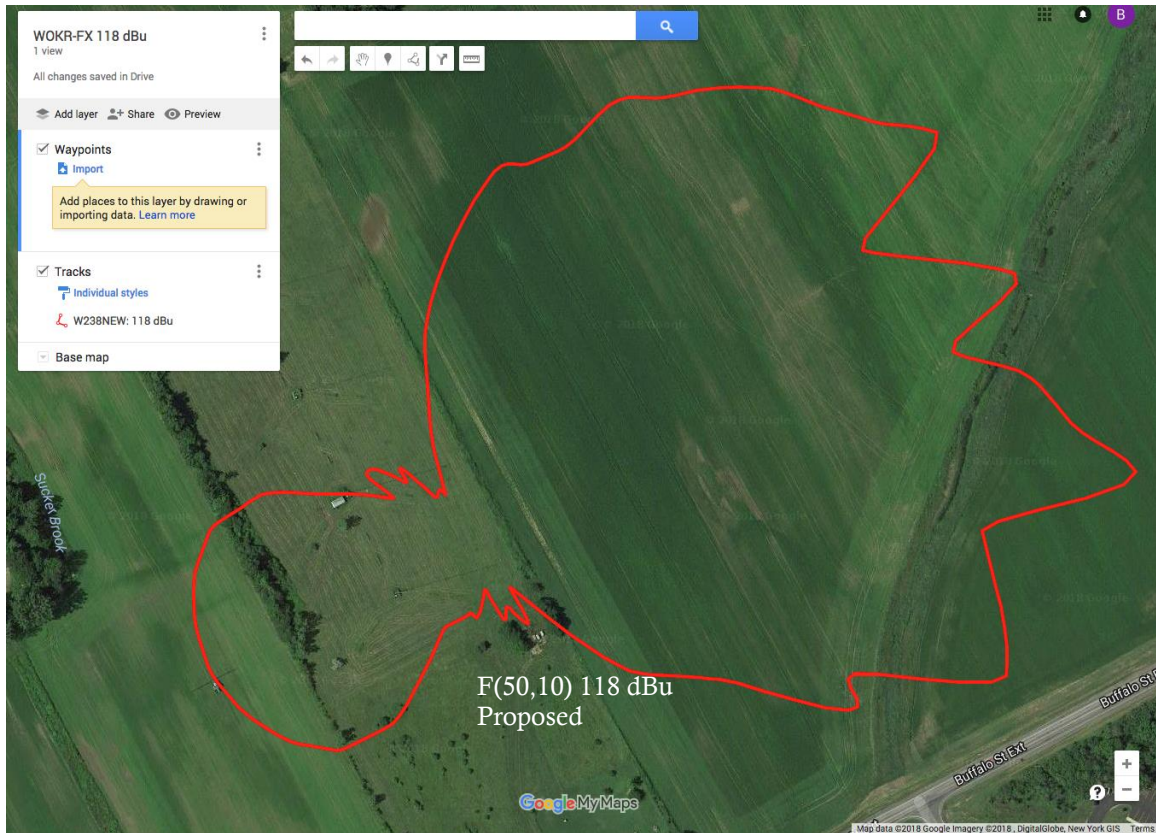 WOKR-FX 118 dBu
1 view
All changes saved in Drive
Add layer Share Preview
Waypoints
Import
Add places to this layer by drawing or
importing data. Learn more
Tracks
Individual styles
W238NEW: 118 dBu
Base map
B
Sucker Brook
F(50,10) 118 dBu
Proposed
Buffalo St Ext
Buffalo St
Google My Maps
Map data ©2018 Google Imagery ©2018 , DigitalGlobe, New York GIS Terms